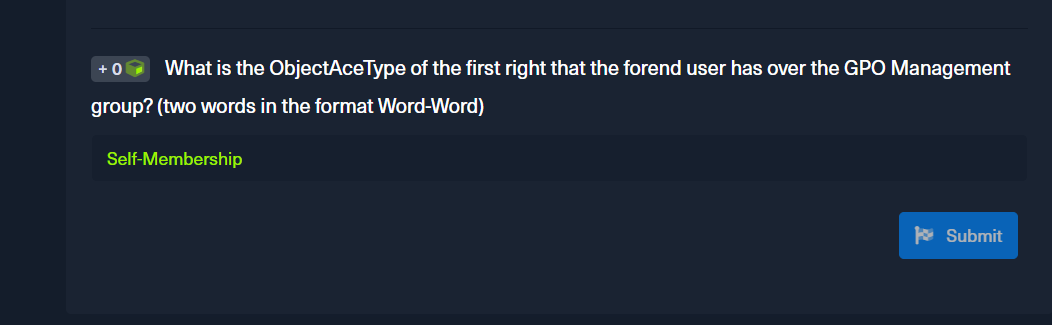 + 0 What is the ObjectAceType of the first right that the forend user has over the GPO Management
group? (two words in the format Word-Word)
Self-Membership
Submit